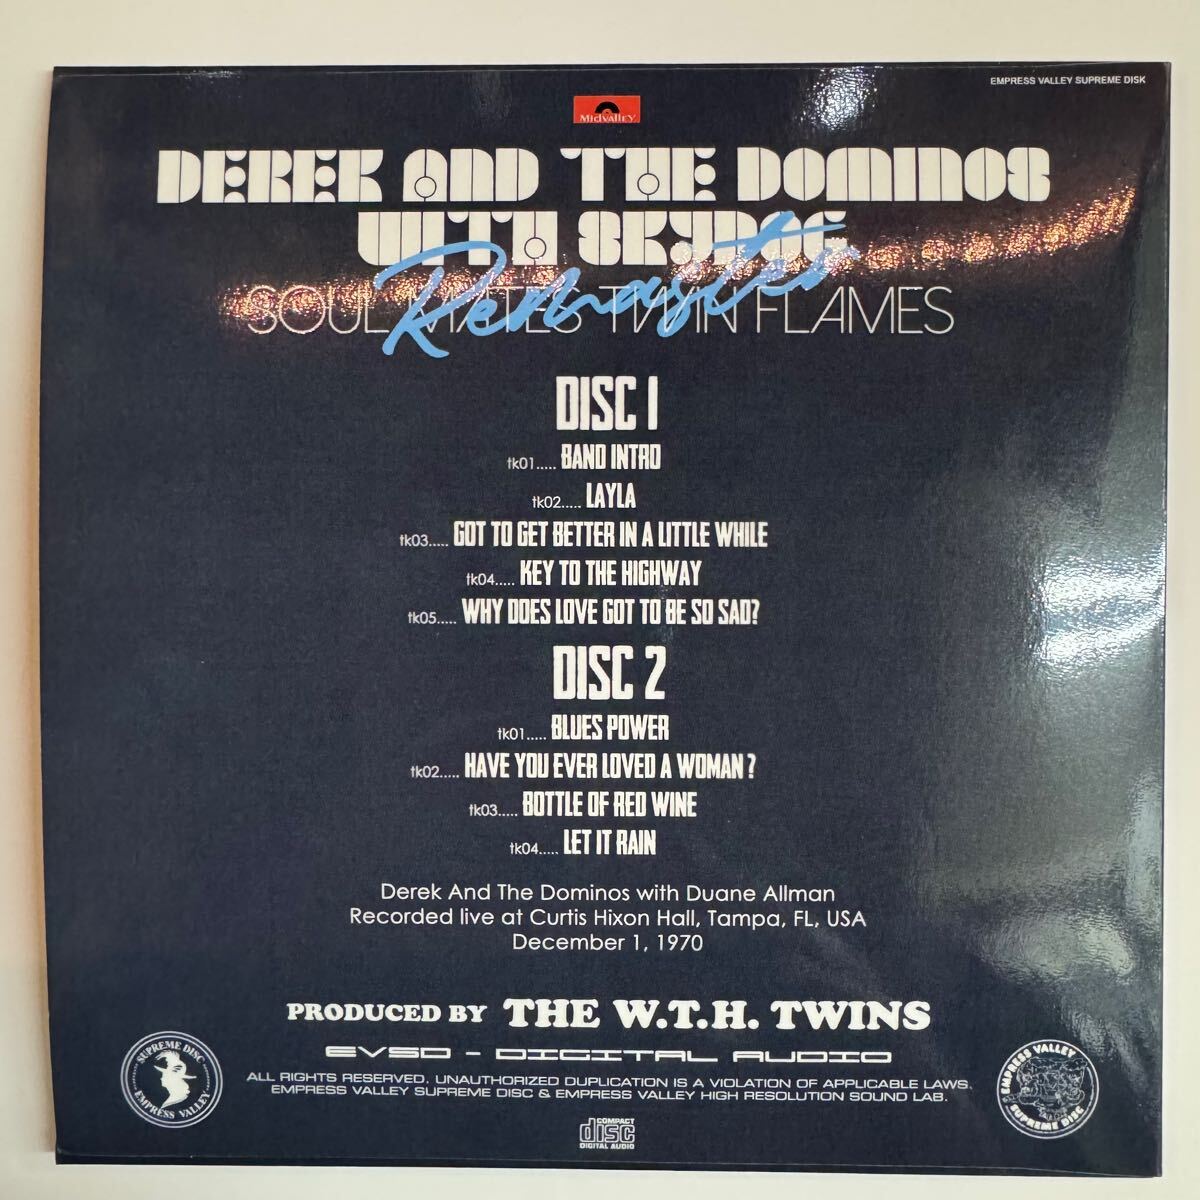 EMPRESS VALLEY SUPREME DISK
Midvalley
DEREK AND THE DOMINOS
WITH SKYDOG
Remaster
SOUL MATES TWIN FLAMES
DISC 1
tk01..... BAND INTRO
tk02..... LAYLA
tk03..... GOT TO GET BETTER IN A LITTLE WHILE
tk04..... KEY TO THE HIGHWAY
tk05..... WHY DOES LOVE GOT TO BE SO SAD?
DISC 2
tk01..... BLUES POWER
tk02..... HAVE YOU EVER LOVED A WOMAN?
tk03..... BOTTLE OF RED WINE
tk04..... LET IT RAIN
Derek And The Dominos with Duane Allman
Recorded live at Curtis Hixon Hall, Tampa, FL, USA
December 1, 1970
PRODUCED BY THE W.T.H. TWINS
EVSD - DIGITAL AUDIO
ALL RIGHTS RESERVED. UNAUTHORIZED DUPLICATION IS A VIOLATION OF APPLICABLE LAWS.
EMPRESS VALLEY SUPREME DISC & EMPRESS VALLEY HIGH RESOLUTION SOUND LAB.
SUPREME DISC
EMPRESS VALLEY
EMPRESS VALLEY
SUPREME DISC
COMPACT
disc
DIGITAL AUDIO